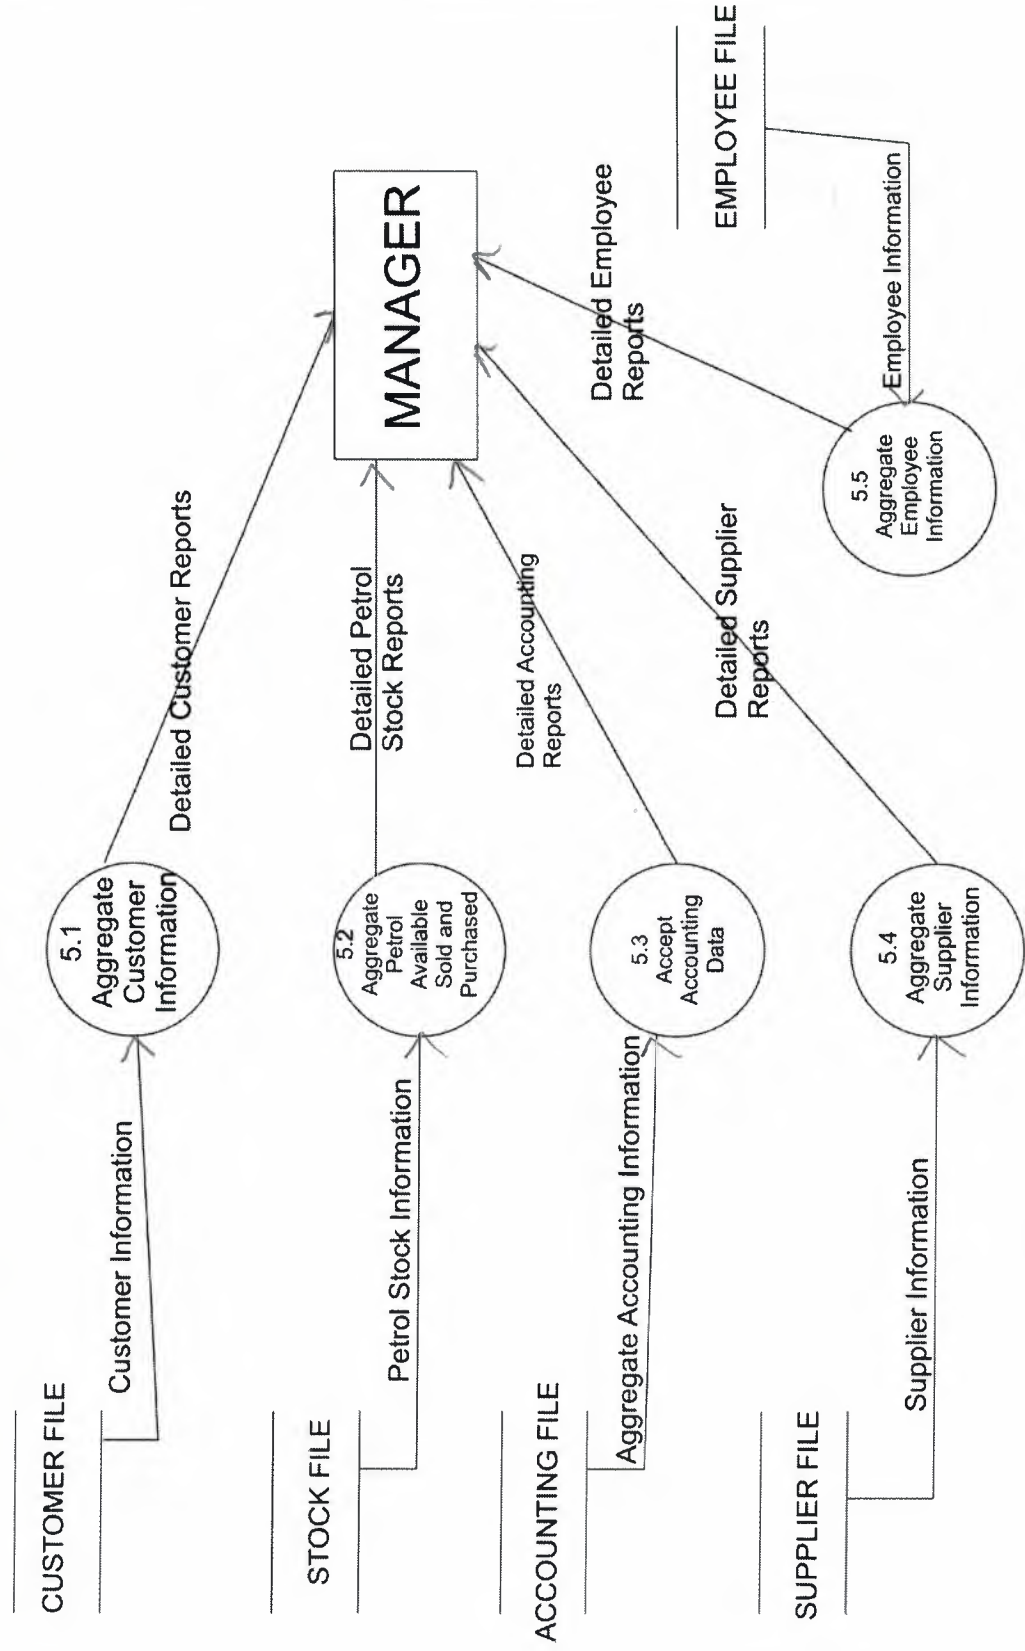 CUSTOMER FILE
Customer Information
5.1
Aggregate
Customer
Information
Detailed Customer Reports
STOCK FILE
Petrol Stock Information
5.2
Aggregate
Petrol
Available
Sold and
Purchased
Detailed Petrol
Stock Reports
MANAGER
ACCOUNTING FILE
Aggregate Accounting Information
5.3
Accept
Accounting
Data
Detailed Accounting
Reports
SUPPLIER FILE
Supplier Information
5.4
Aggregate
Supplier
Information
Detailed Supplier
Reports
Detailed Employee
Reports
EMPLOYEE FILE
Employee Information
5.5
Aggregate
Employee
Information